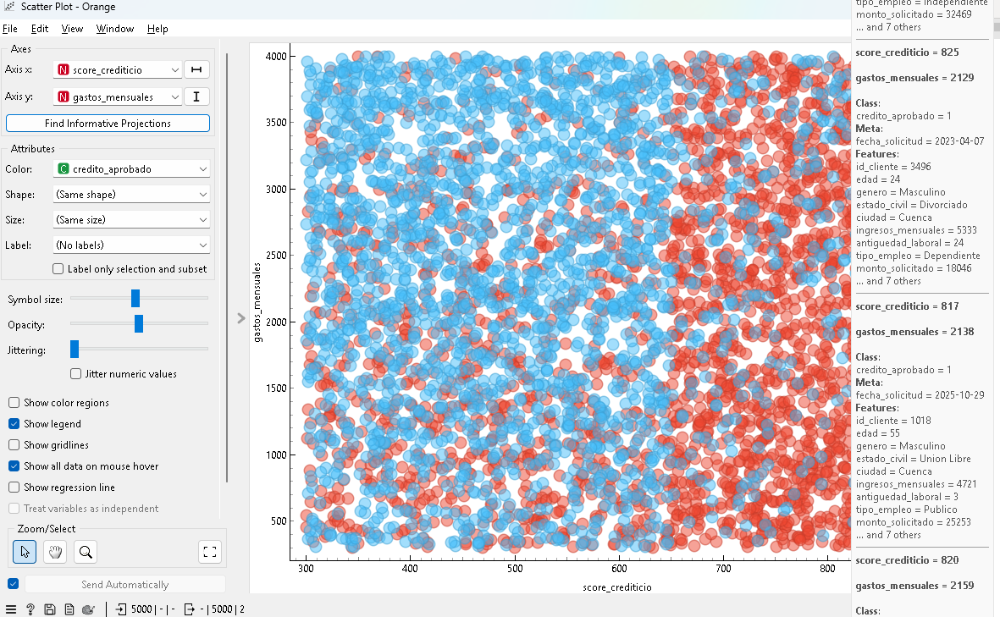 Scatter Plot - Orange
File Edit View Window Help
Axes
Axis x: N score_crediticio
Axis y: N gastos_mensuales
Find Informative Projections
Attributes
Color: C credito_aprobado
Shape: (Same shape)
Size: (Same size)
Label: (No labels)
Label only selection and subset
Symbol size:
Opacity:
Jittering:
Jitter numeric values
Show color regions
Show legend
Show gridlines
Show all data on mouse hover
Show regression line
Treat variables as independent
Zoom/Select
Send Automatically
5000 | - | - - | 5000 | 2
gastos_mensuales
4000
3500
3000
2500
2000
1500
1000
500
300 400 500 600 700 800
score_crediticio
tipo_empleo = Independiente
monto_solicitado = 32469
... and 7 others
score_crediticio = 825
gastos_mensuales = 2129
Class:
credito_aprobado = 1
Meta:
fecha_solicitud = 2023-04-07
Features:
id_cliente = 3496
edad = 24
genero = Masculino
estado_civil = Divorciado
ciudad = Cuenca
ingresos_mensuales = 5333
antiguedad_laboral = 24
tipo_empleo = Dependiente
monto_solicitado = 18046
... and 7 others
score_crediticio = 817
gastos_mensuales = 2138
Class:
credito_aprobado = 1
Meta:
fecha_solicitud = 2025-10-29
Features:
id_cliente = 1018
edad = 55
genero = Masculino
estado_civil = Union Libre
ciudad = Cuenca
ingresos_mensuales = 4721
antiguedad_laboral = 3
tipo_empleo = Publico
monto_solicitado = 25253
... and 7 others
score_crediticio = 820
gastos_mensuales = 2159
Class: